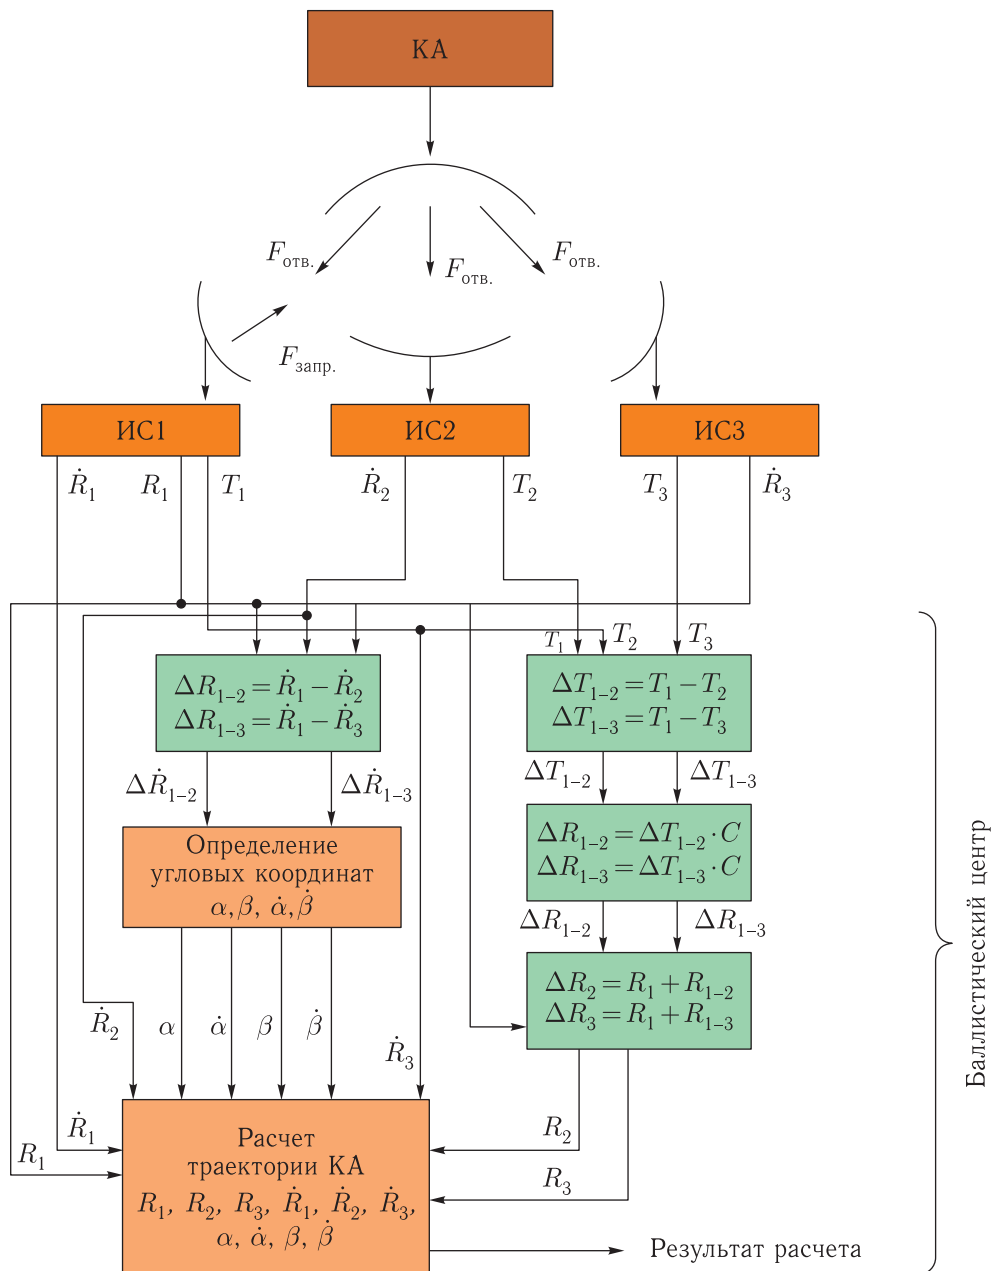 КА
F отв.
F отв.
F отв.
F запр.
ИС1
ИС2
ИС3
Ṙ₁ R₁ T₁
Ṙ₂ T₂
T₃ Ṙ₃
T₁ T₂ T₃
ΔR₁₋₂ = Ṙ₁ − Ṙ₂
ΔR₁₋₃ = Ṙ₁ − Ṙ₃
ΔT₁₋₂ = T₁ − T₂
ΔT₁₋₃ = T₁ − T₃
ΔṘ₁₋₂ ΔṘ₁₋₃
ΔT₁₋₂ ΔT₁₋₃
Определение
угловых координат
α, β, α̇, β̇
ΔR₁₋₂ = ΔT₁₋₂ · C
ΔR₁₋₃ = ΔT₁₋₃ · C
ΔR₁₋₂ ΔR₁₋₃
ΔR₂ = R₁ + R₁₋₂
ΔR₃ = R₁ + R₁₋₃
Ṙ₂ α α̇ β β̇ Ṙ₃
Ṙ₁
R₁
R₂
R₃
Расчет
траектории КА
R₁, R₂, R₃, Ṙ₁, Ṙ₂, Ṙ₃,
α, α̇, β, β̇
Результат расчета
Баллистический центр